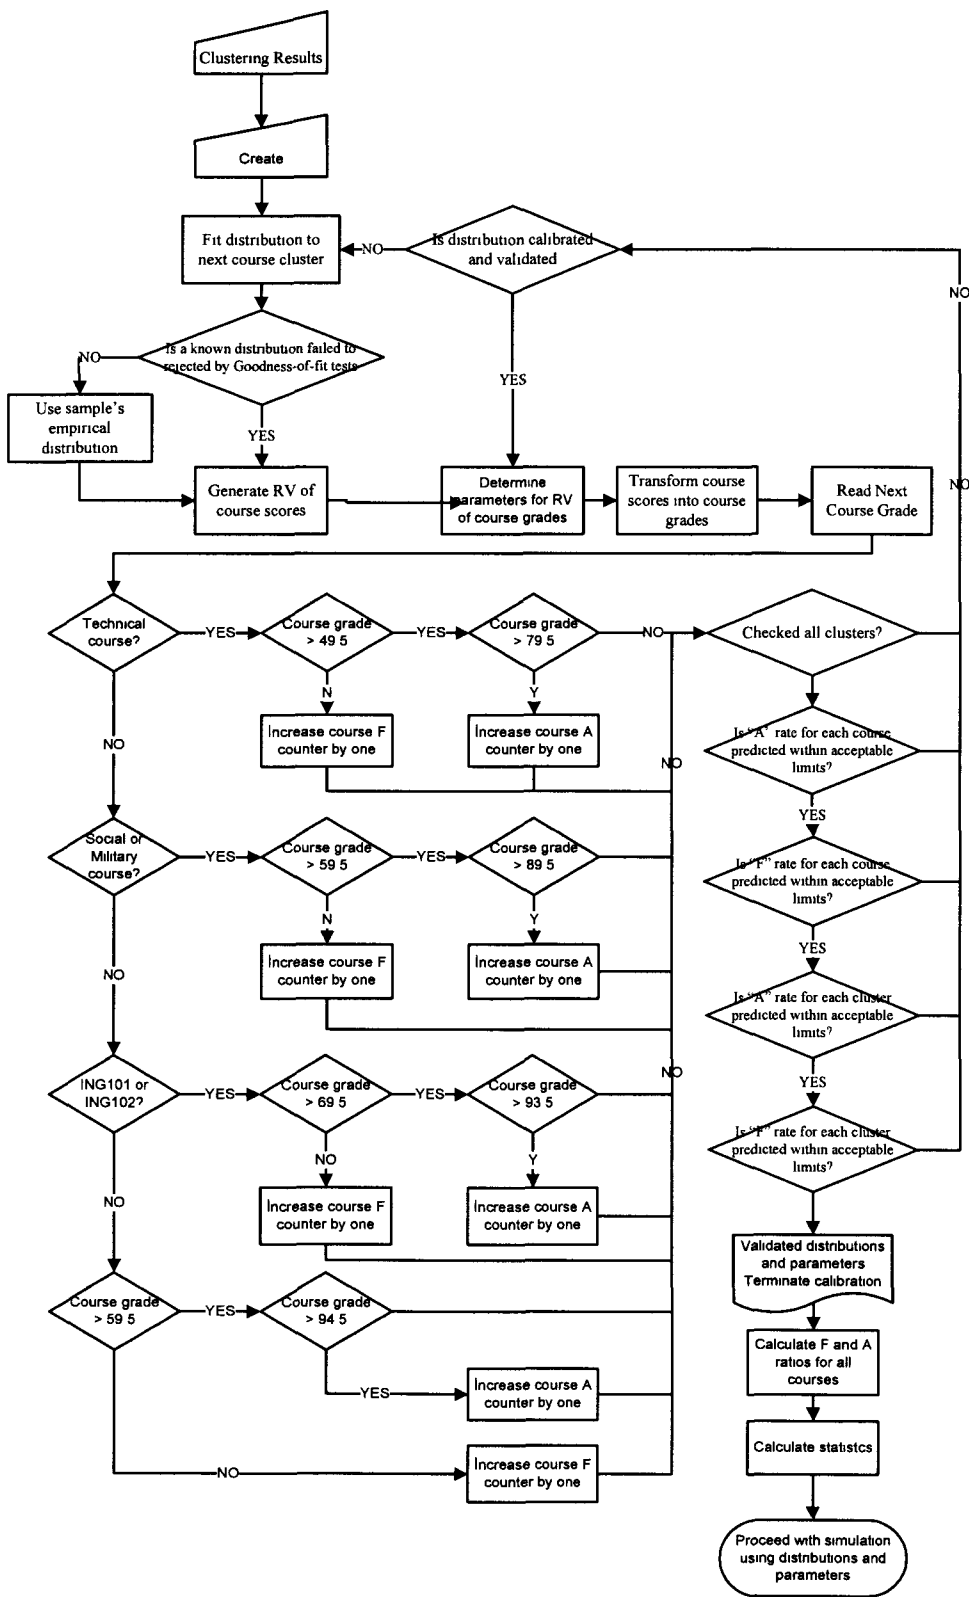 Clustering Results
Create
Fit distribution to
next course cluster
NO
Is distribution calibrated
and validated
NO
Is a known distribution failed to
rejected by Goodness-of-fit tests
NO
YES
YES
Use sample's
empirical
distribution
Generate RV of
course scores
Determine
parameters for RV
of course grades
Transform course
scores into course
grades
Read Next
Course Grade
NO
Technical
course?
YES
Course grade
> 49 5
YES
Course grade
> 79 5
NO
Checked all clusters?
N
Y
Increase course F
counter by one
Increase course A
counter by one
NO
NO
Is "A" rate for each course
predicted within acceptable
limits?
YES
Social or
Military
course?
YES
Course grade
> 59 5
YES
Course grade
> 89 5
Is "F" rate for each course
predicted within acceptable
limits?
N
Y
YES
Increase course F
counter by one
Increase course A
counter by one
NO
Is "A" rate for each cluster
predicted within acceptable
limits?
NO
YES
ING101 or
ING102?
YES
Course grade
> 69 5
YES
Course grade
> 93 5
Is "F" rate for each cluster
predicted within acceptable
limits?
NO
Y
NO
Increase course F
counter by one
Increase course A
counter by one
Validated distributions
and parameters
Terminate calibration
Course grade
> 59 5
YES
Course grade
> 94 5
Calculate F and A
ratios for all
courses
YES
Increase course A
counter by one
Calculate statistcs
NO
Increase course F
counter by one
Proceed with simulation
using distributions and
parameters